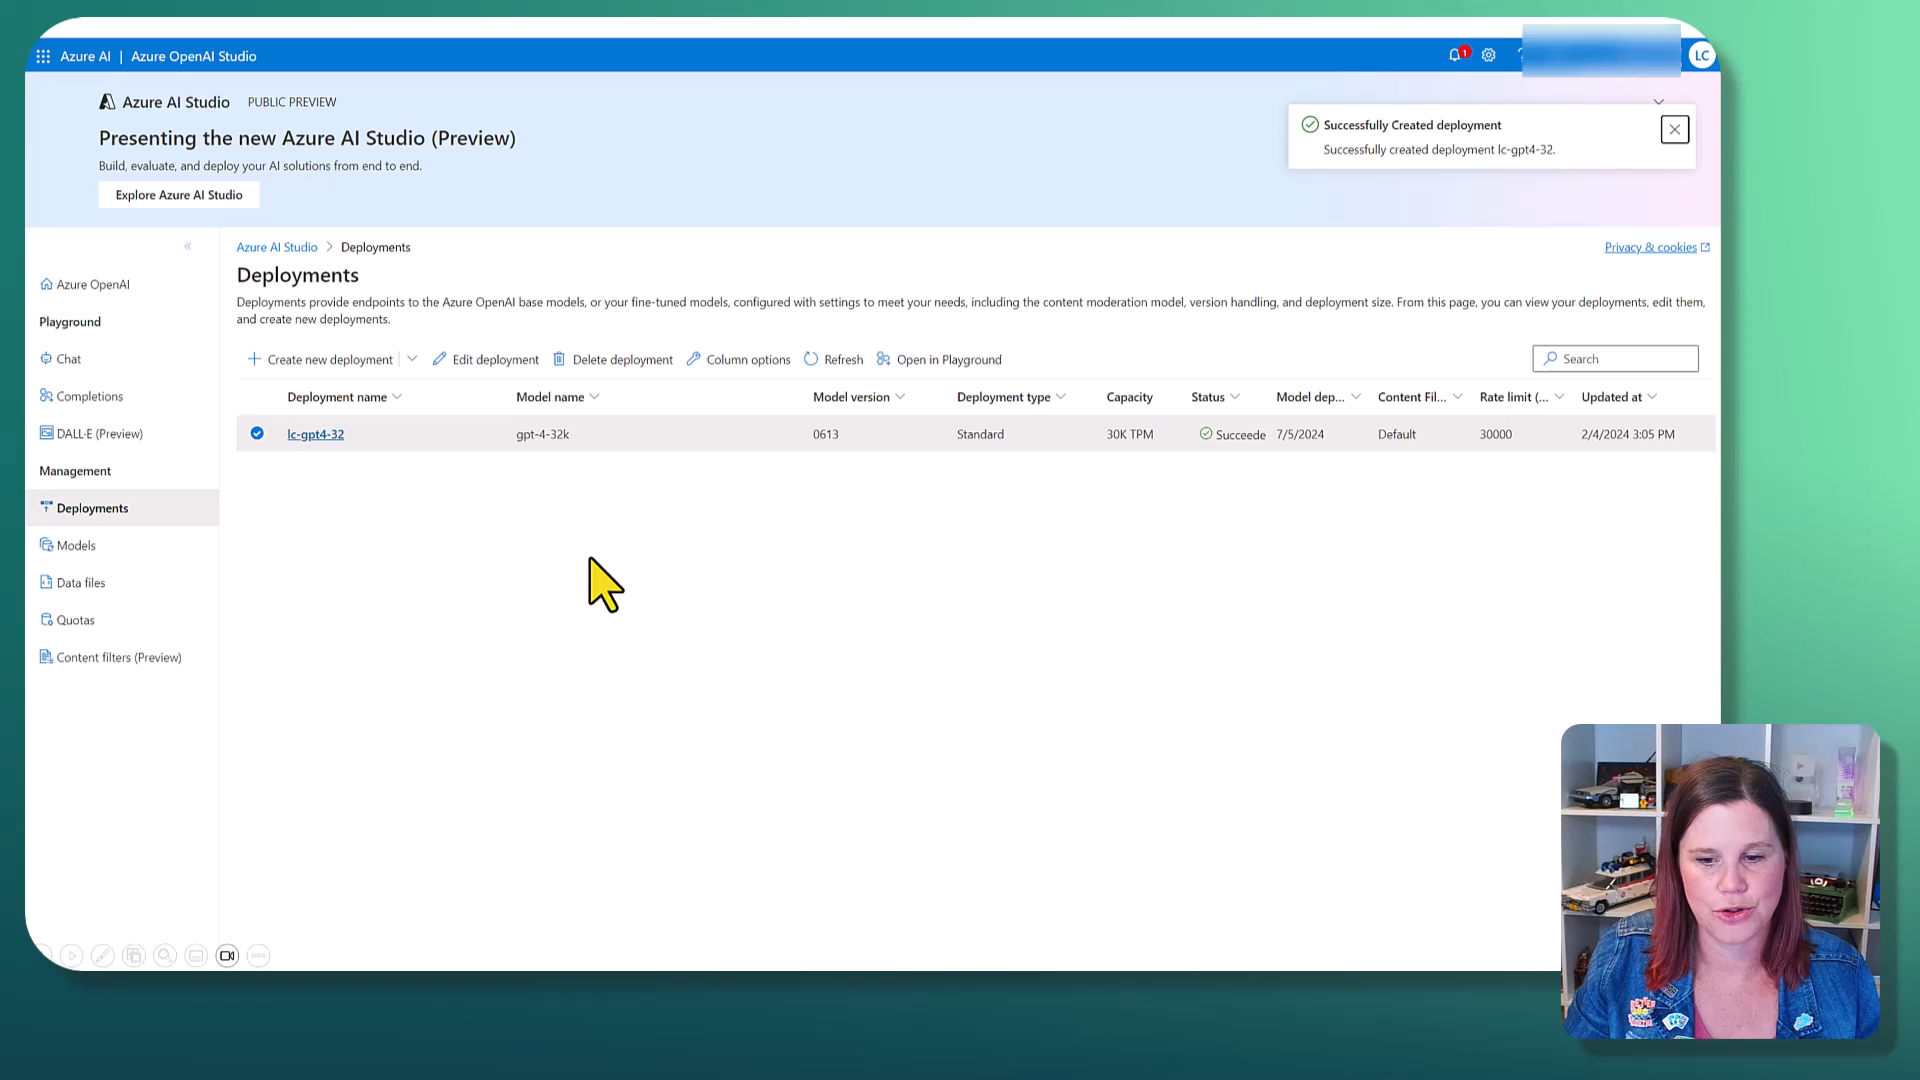 Azure AI | Azure OpenAI Studio
1
LC
Azure AI Studio PUBLIC PREVIEW
Presenting the new Azure AI Studio (Preview)
Build, evaluate, and deploy your AI solutions from end to end.
Explore Azure AI Studio
Successfully Created deployment
Successfully created deployment lc-gpt4-32.
Azure AI Studio > Deployments
Privacy & cookies
Deployments
Deployments provide endpoints to the Azure OpenAI base models, or your fine-tuned models, configured with settings to meet your needs, including the content moderation model, version handling, and deployment size. From this page, you can view your deployments, edit them,
and create new deployments.
Create new deployment Edit deployment Delete deployment Column options Refresh Open in Playground Search
Deployment name Model name Model version Deployment type Capacity Status Model dep... Content Fil... Rate limit (... Updated at
lc-gpt4-32 gpt-4-32k 0613 Standard 30K TPM Succeede 7/5/2024 Default 30000 2/4/2024 3:05 PM
Azure OpenAI
Playground
Chat
Completions
DALL·E (Preview)
Management
Deployments
Models
Data files
Quotas
Content filters (Preview)